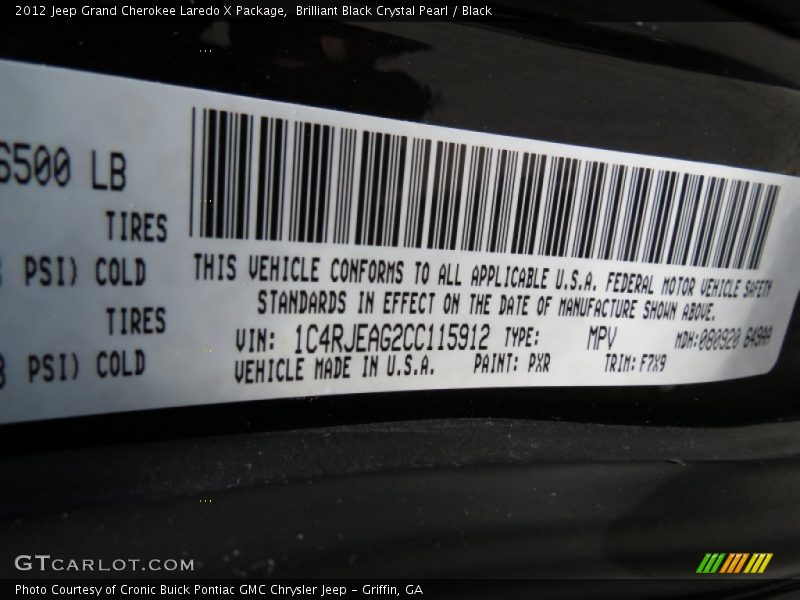 2012 Jeep Grand Cherokee Laredo X Package,  Brilliant Black Crystal Pearl / Black
6500 LB
TIRES
PSI) COLD
TIRES
PSI) COLD
THIS VEHICLE CONFORMS TO ALL APPLICABLE U.S.A. FEDERAL MOTOR VEHICLE SAFETY
STANDARDS IN EFFECT ON THE DATE OF MANUFACTURE SHOWN ABOVE.
VIN: 1C4RJEAG2CC115912 TYPE: MPV MDH:080920 649AA
VEHICLE MADE IN U.S.A. PAINT: PXR TRIM: F7X9
GTCARLOT.COM
Photo Courtesy of Cronic Buick Pontiac GMC Chrysler Jeep - Griffin, GA